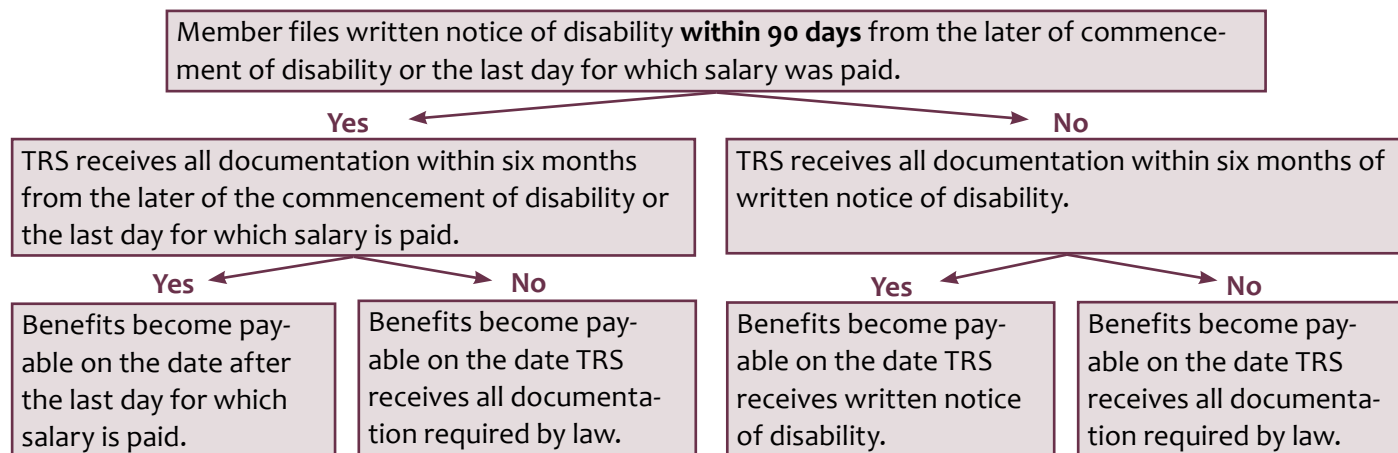 Member files written notice of disability within 90 days from the later of commence-
ment of disability or the last day for which salary was paid.
Yes
No
TRS receives all documentation within six months
from the later of the commencement of disability or
the last day for which salary is paid.
TRS receives all documentation within six months of
written notice of disability.
Yes
No
Yes
No
Benefits become pay-
able on the date after
the last day for which
salary is paid.
Benefits become pay-
able on the date TRS
receives all documenta-
tion required by law.
Benefits become pay-
able on the date TRS
receives written notice
of disability.
Benefits become pay-
able on the date TRS
receives all documenta-
tion required by law.